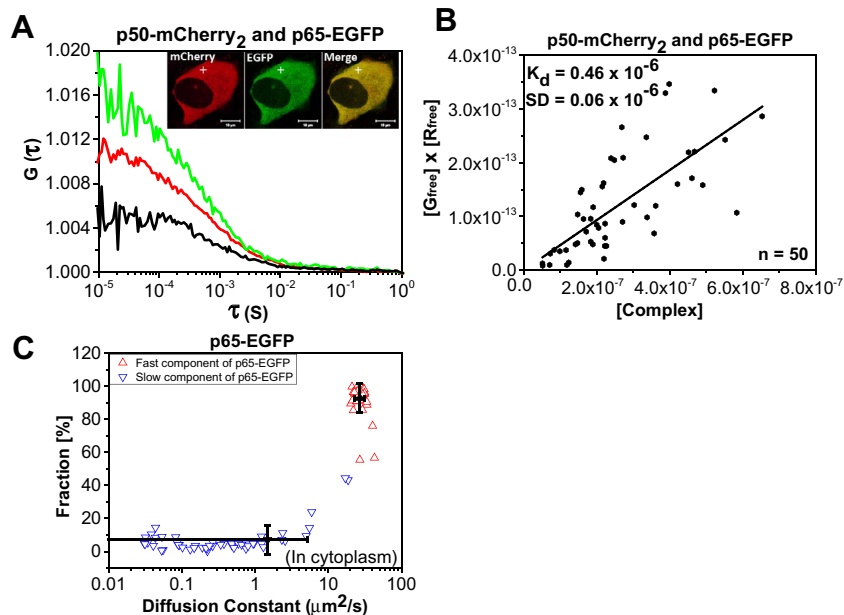 A
p50-mCherry₂ and p65-EGFP
1.020
1.016
1.012
1.008
1.004
1.000
G (τ)
mCherry
EGFP
Merge
10 μm
10 μm
10 μm
10⁻⁵
10⁻⁴
10⁻³
10⁻²
10⁻¹
10⁰
τ (S)
B
p50-mCherry₂ and p65-EGFP
K_d = 0.46 x 10⁻⁶
SD = 0.06 x 10⁻⁶
4.0x10⁻¹³
3.0x10⁻¹³
2.0x10⁻¹³
1.0x10⁻¹³
0.0
[Gfree] x [Rfree]
n = 50
0.0
2.0x10⁻⁷
4.0x10⁻⁷
6.0x10⁻⁷
8.0x10⁻⁷
[Complex]
C
p65-EGFP
Fast component of p65-EGFP
Slow component of p65-EGFP
120
100
80
60
40
20
0
Fraction [%]
(In cytoplasm)
0.01
0.1
1
10
100
Diffusion Constant (μm²/s)